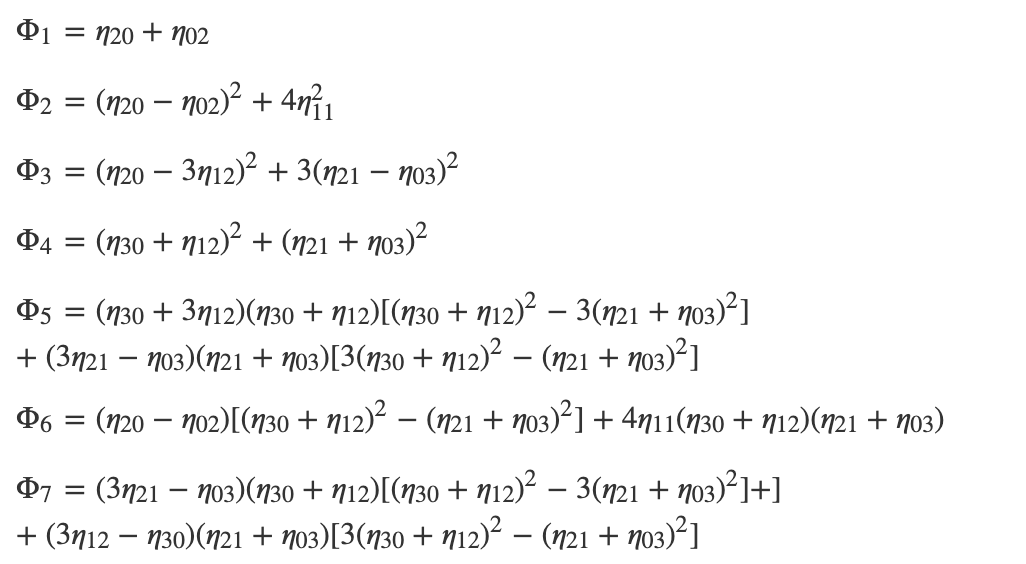 Φ₁ = η₂₀ + η₀₂
Φ₂ = (η₂₀ − η₀₂)² + 4η₁₁²
Φ₃ = (η₂₀ − 3η₁₂)² + 3(η₂₁ − η₀₃)²
Φ₄ = (η₃₀ + η₁₂)² + (η₂₁ + η₀₃)²
Φ₅ = (η₃₀ + 3η₁₂)(η₃₀ + η₁₂)[(η₃₀ + η₁₂)² − 3(η₂₁ + η₀₃)²]
+ (3η₂₁ − η₀₃)(η₂₁ + η₀₃)[3(η₃₀ + η₁₂)² − (η₂₁ + η₀₃)²]
Φ₆ = (η₂₀ − η₀₂)[(η₃₀ + η₁₂)² − (η₂₁ + η₀₃)²] + 4η₁₁(η₃₀ + η₁₂)(η₂₁ + η₀₃)
Φ₇ = (3η₂₁ − η₀₃)(η₃₀ + η₁₂)[(η₃₀ + η₁₂)² − 3(η₂₁ + η₀₃)²]+]
+ (3η₁₂ − η₃₀)(η₂₁ + η₀₃)[3(η₃₀ + η₁₂)² − (η₂₁ + η₀₃)²]